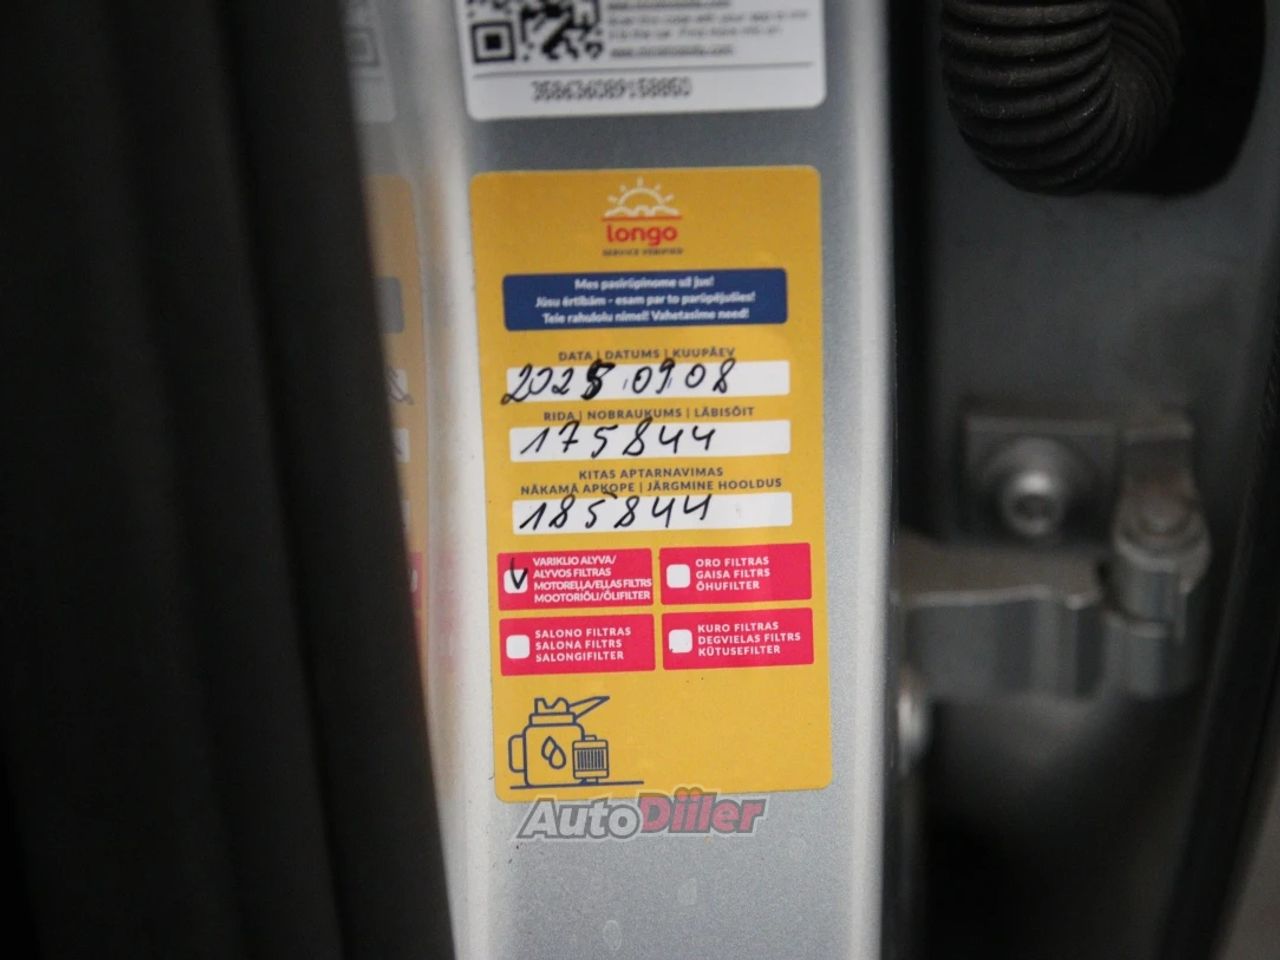 358636089158850
longo
SERVICE VERIFIED
Mes pasirūpinome už jus!
Jūsu ērtībām - esam par to parūpējušies!
Teie rahulolu nimel! Vahetasime need!
DATA | DATUMS | KUUPÄEV
2025.09.08
RIDA | NOBRAUKUMS | LÄBISÕIT
175844
KITAS APTARNAVIMAS
NĀKAMĀ APKOPE | JÄRGMINE HOOLDUS
185844
VARIKLIO ALYVA/
ALYVOS FILTRAS
MOTOREĻĻA/EĻĻAS FILTRS
MOOTORIÕLI/ÕLIFILTER
ORO FILTRAS
GAISA FILTRS
ÕHUFILTER
SALONO FILTRAS
SALONA FILTRS
SALONGIFILTER
KURO FILTRAS
DEGVIELAS FILTRS
KÜTUSEFILTER
AutoDiiler